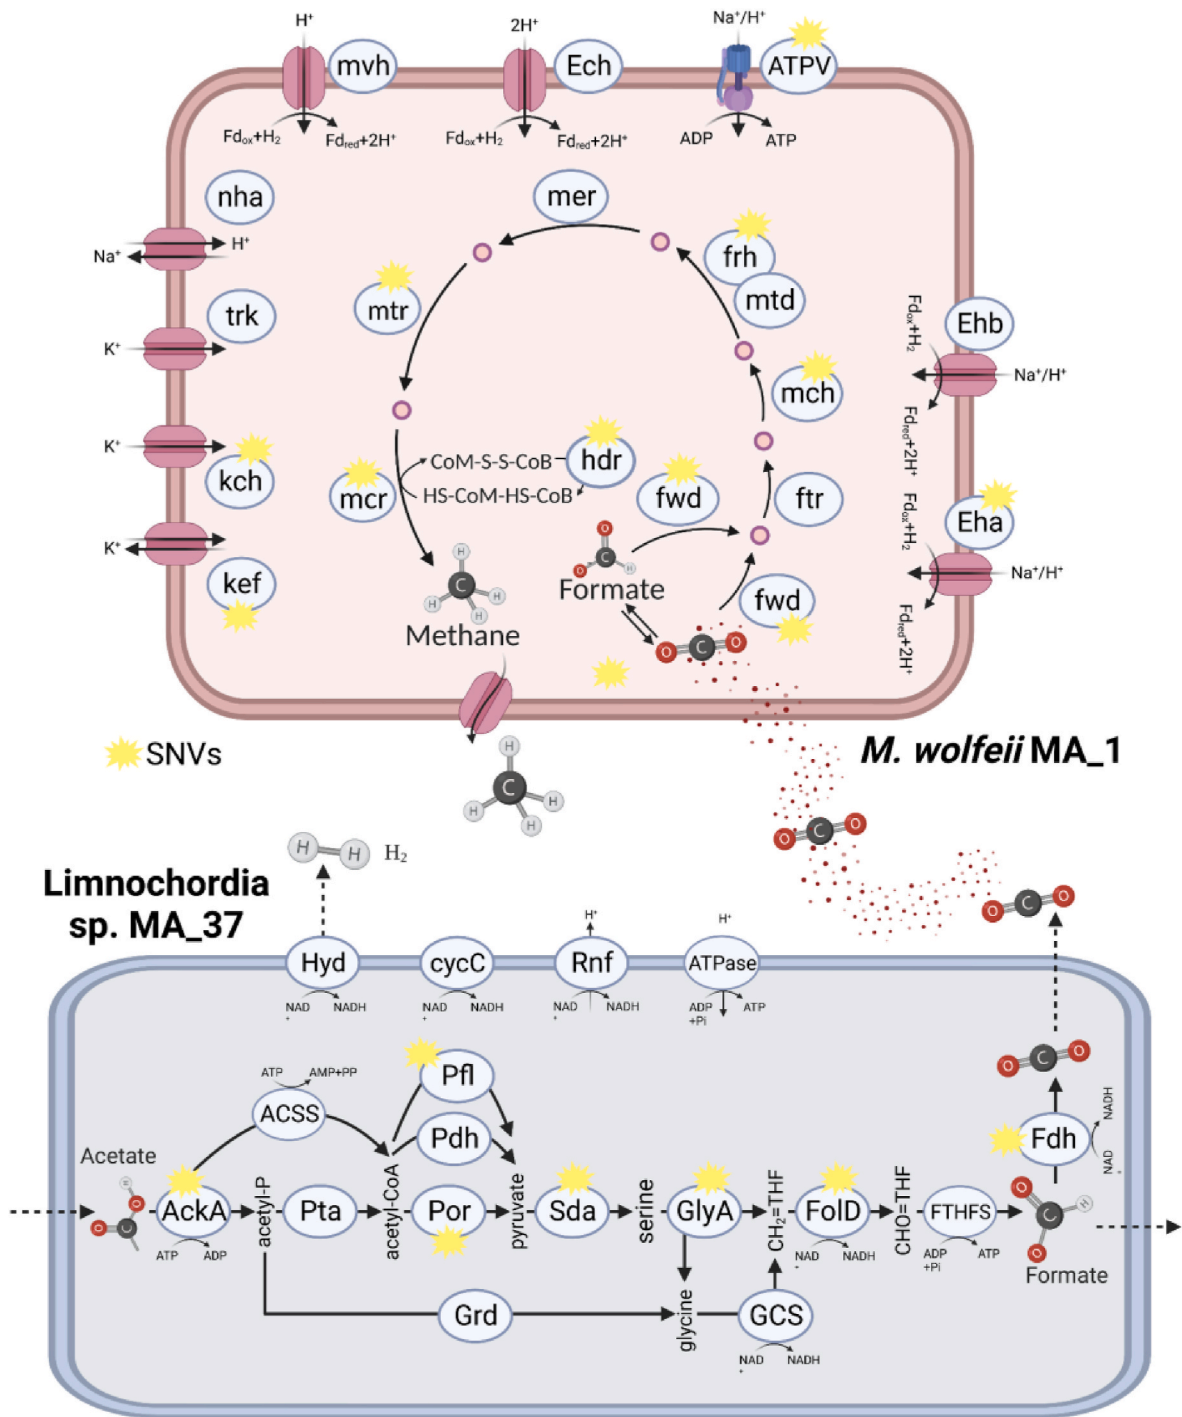 H⁺
mvh
Fdox+H₂
Fdred+2H⁺
2H⁺
Ech
Fdox+H₂
Fdred+2H⁺
Na⁺/H⁺
ATPV
ADP
ATP
nha
Na⁺
H⁺
trk
K⁺
K⁺
kch
K⁺
kef
mer
frh
mtd
mtr
mch
mcr
CoM-S-S-CoB
HS-CoM-HS-CoB
hdr
fwd
ftr
fwd
O
O
H
Formate
H
H
C
H
H
Methane
O
C
O
Ehb
Fdox+H₂
Fdred+2H⁺
Na⁺/H⁺
Eha
Fdox+H₂
Fdred+2H⁺
Na⁺/H⁺
SNVs
M. wolfeii MA_1
H
C
H
H
H
O
C
O
O
C
O
H
H
H₂
Limnochordia
sp. MA_37
Hyd
NAD
+
NADH
cycC
NAD
+
NADH
H⁺
Rnf
NAD
+
NADH
H⁺
ATPase
ADP
+Pi
ATP
ATP
AMP+PP
ACSS
Pfl
Pdh
O
C
O
Fdh
NAD
+
NADH
Acetate
H
O
O
C
AckA
ATP
ADP
acetyl-P
Pta
acetyl-CoA
Por
pyruvate
Sda
serine
GlyA
CH₂=THF
FolD
NAD
-
NADH
CHO=THF
FTHFS
ADP
+Pi
ATP
O
H
C
O
Formate
Grd
glycine
GCS
NAD
+
NADH